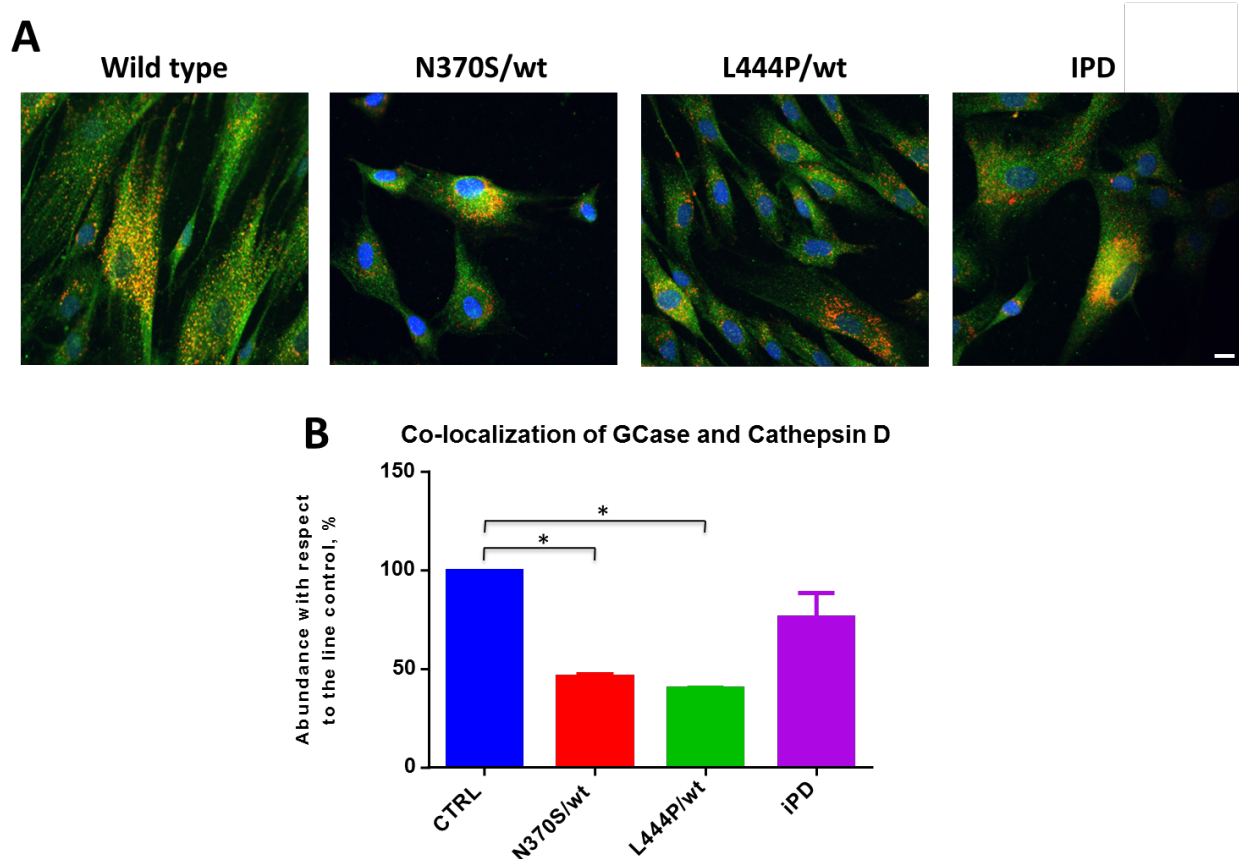 A
Wild type
N370S/wt
L444P/wt
IPD
B
Co-localization of GCase and Cathepsin D
Abundance with respect
to the line control, %
150
100
50
0
*
*
CTRL
N370S/wt
L444P/wt
iPD